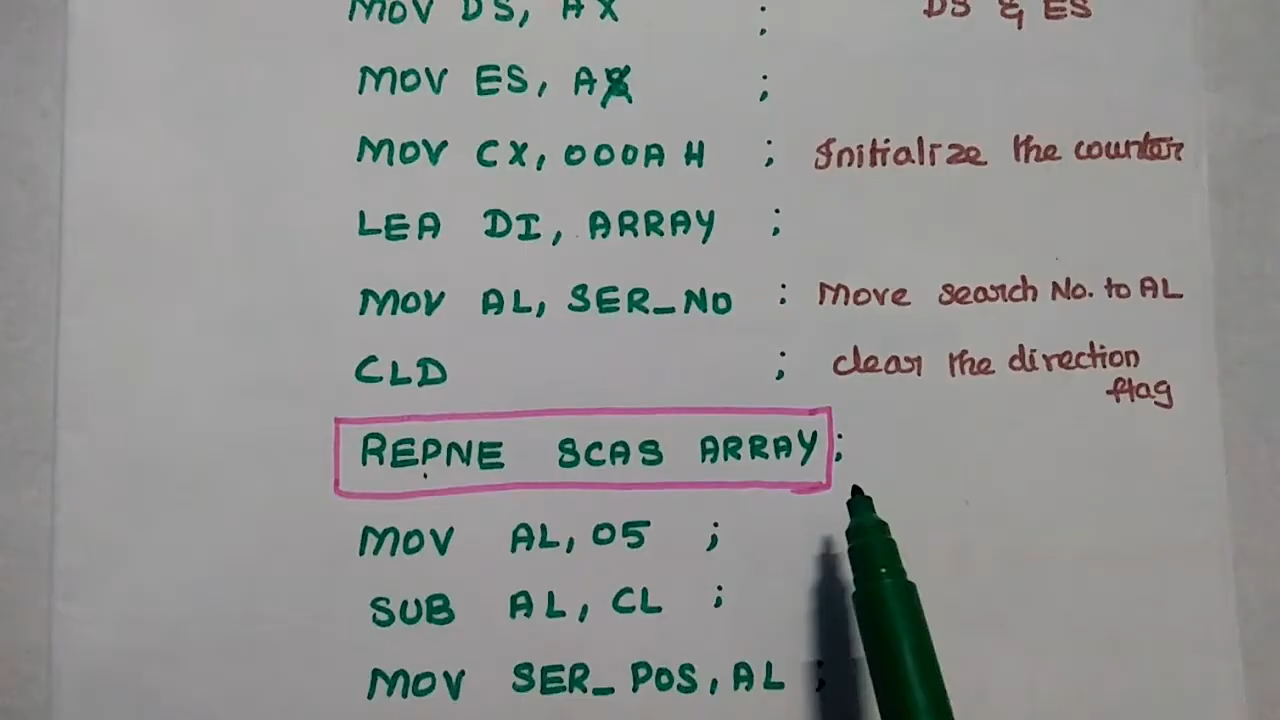 MOV DS, AX ; DS & ES
MOV ES, AX ;
MOV CX, 000A H ; Initialize the counter
LEA DI, ARRAY ;
MOV AL, SER_NO : Move search No. to AL
CLD ; clear the direction
flag
REPNE SCAS ARRAY ;
MOV AL, 05 ;
SUB AL, CL ;
MOV SER_POS, AL ;